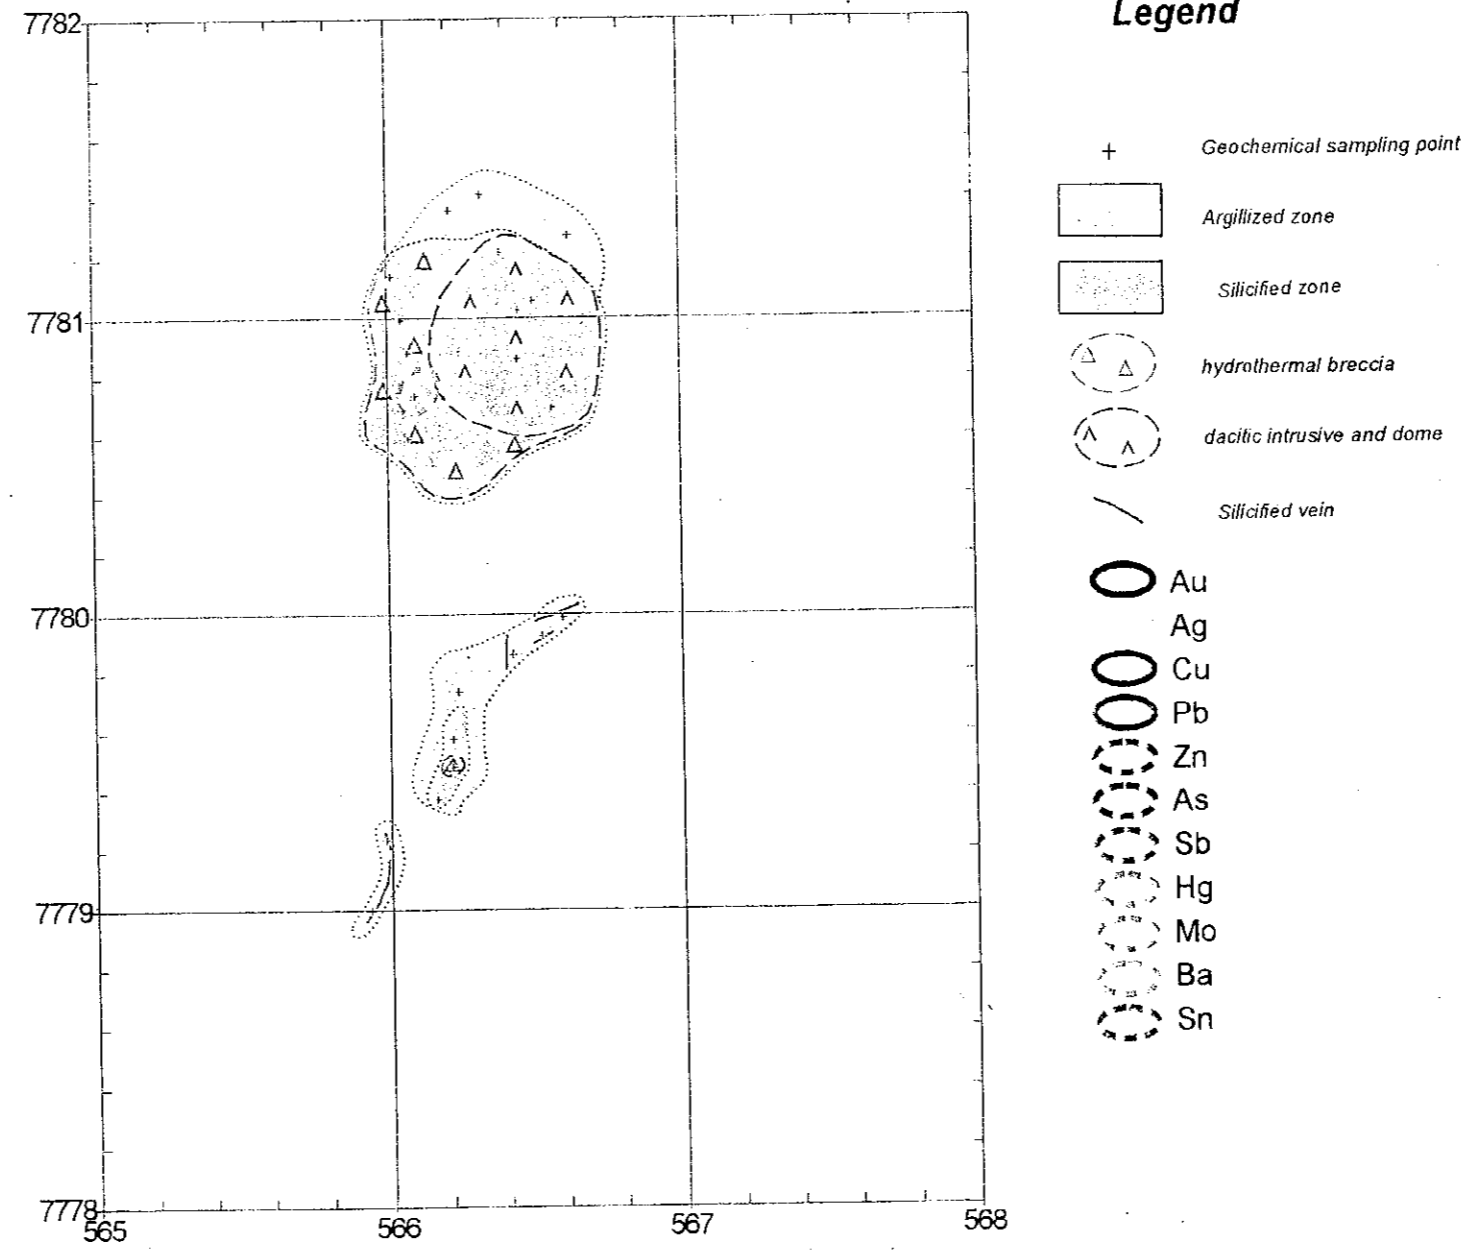 Legend
7782
7781
7780
7779
7778
565
566
567
568
Geochemical sampling point
Argillized zone
Silicified zone
hydrothermal breccia
dacitic intrusive and dome
Silicified vein
Au
Ag
Cu
Pb
Zn
As
Sb
Hg
Mo
Ba
Sn